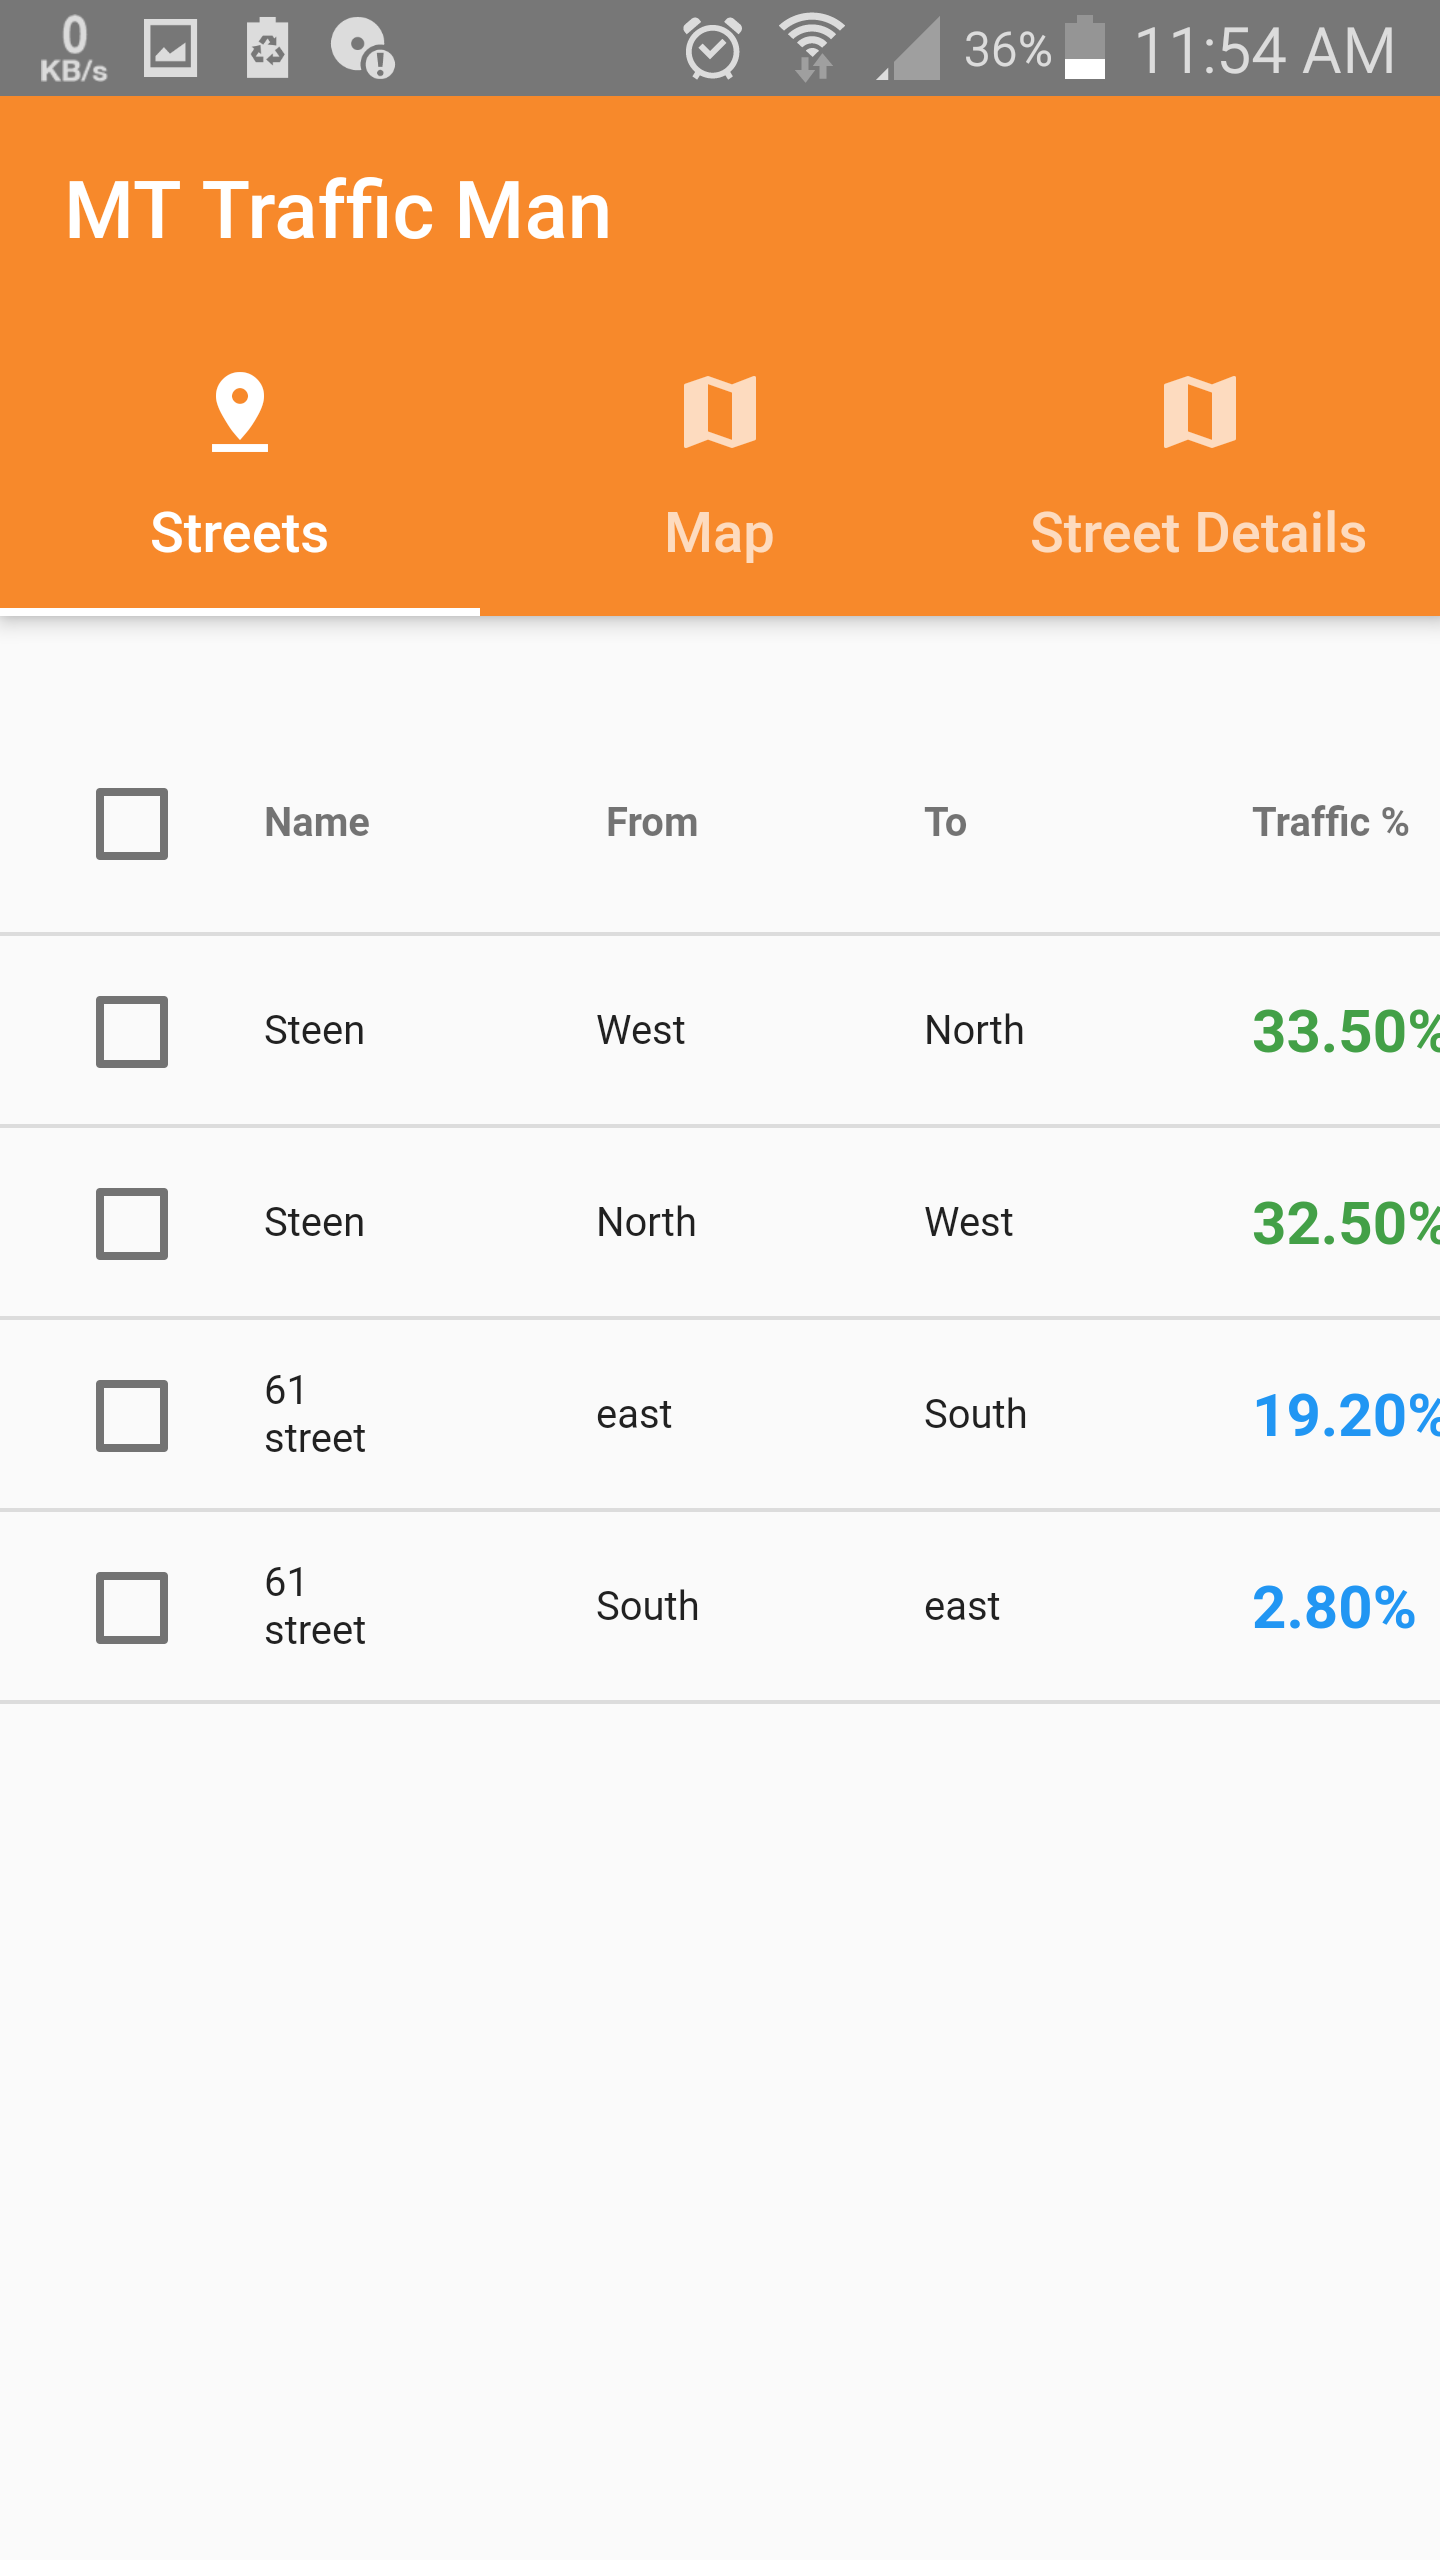 0
KB/s
36%
11:54 AM
MT Traffic Man
Streets
Map
Street Details
Name From To Traffic %
Steen West North 33.50%
Steen North West 32.50%
61
street
east South 19.20%
61
street
South east 2.80%